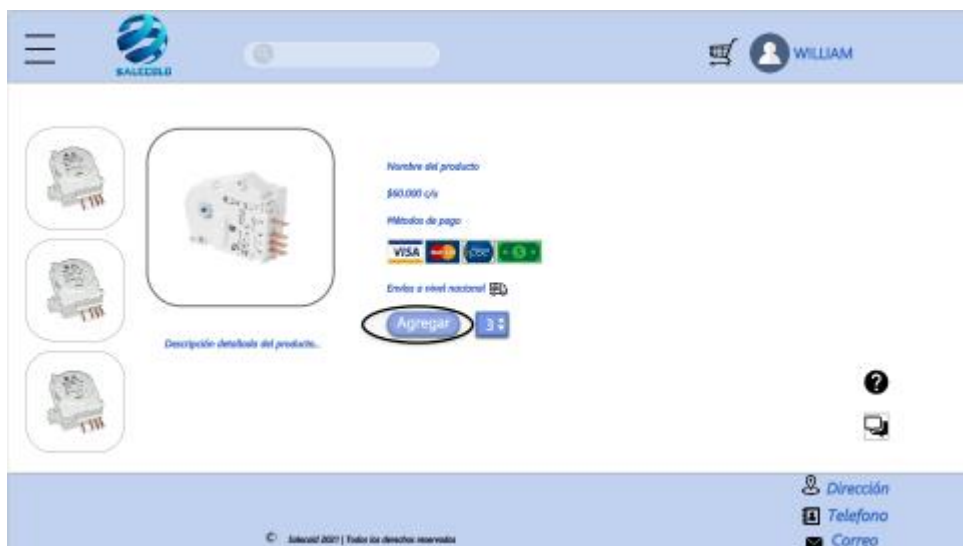 SALECOLD
WILLIAM
Nombre del producto
$60.000 c/u
Métodos de pago
VISA
pse
Envíos a nivel nacional
Agregar
3
Descripción detallada del producto..
?
Dirección
Telefono
Correo
© Salecold 2021 | Todos los derechos reservados